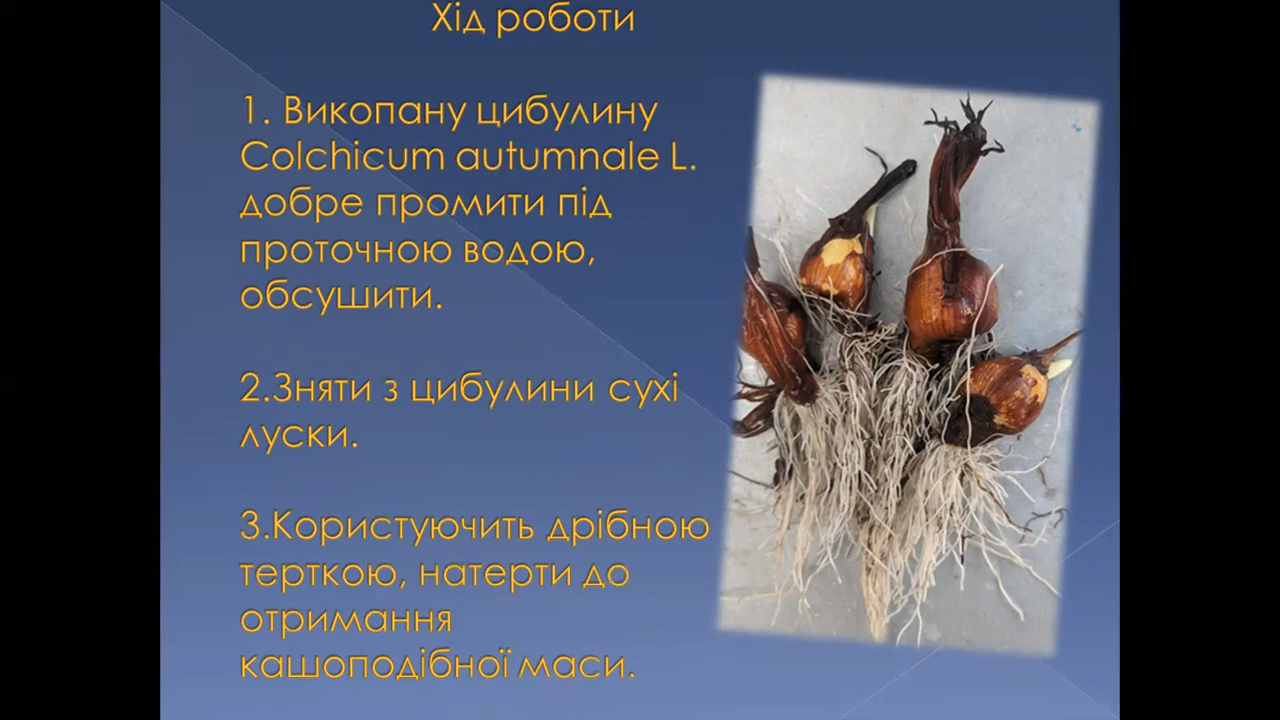 Хід роботи
1. Викопану цибулину
Colchicum autumnale L.
добре промити під
проточною водою,
обсушити.
2.Зняти з цибулини сухі
луски.
3.Користуючить дрібною
терткою, натерти до
отримання
кашоподібної маси.